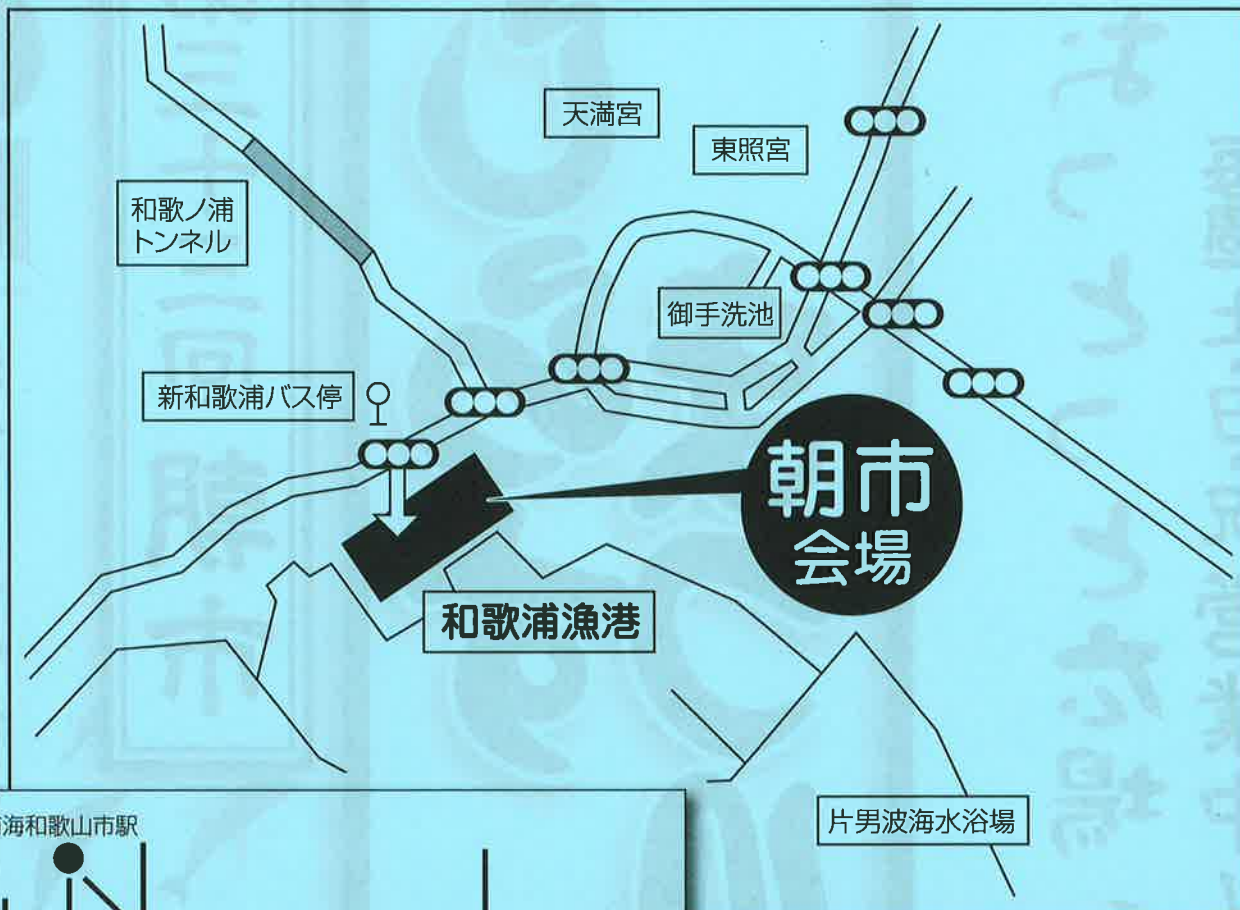 天満宮
東照宮
和歌ノ浦
トンネル
御手洗池
新和歌浦バス停
朝市
会場
和歌浦漁港
片男波海水浴場
海和歌山市駅